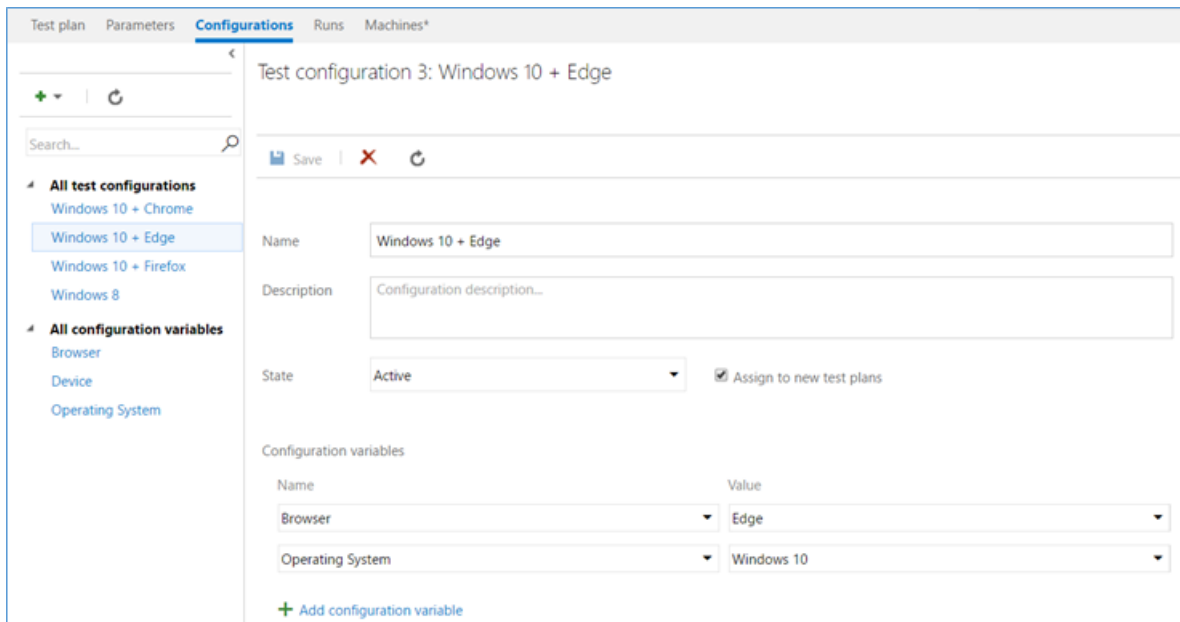 Test plan Parameters Configurations Runs Machines*
Test configuration 3: Windows 10 + Edge
Search...
Save
All test configurations
Windows 10 + Chrome
Windows 10 + Edge
Windows 10 + Firefox
Windows 8
All configuration variables
Browser
Device
Operating System
Name Windows 10 + Edge
Description Configuration description...
State Active Assign to new test plans
Configuration variables
Name Value
Browser Edge
Operating System Windows 10
+ Add configuration variable